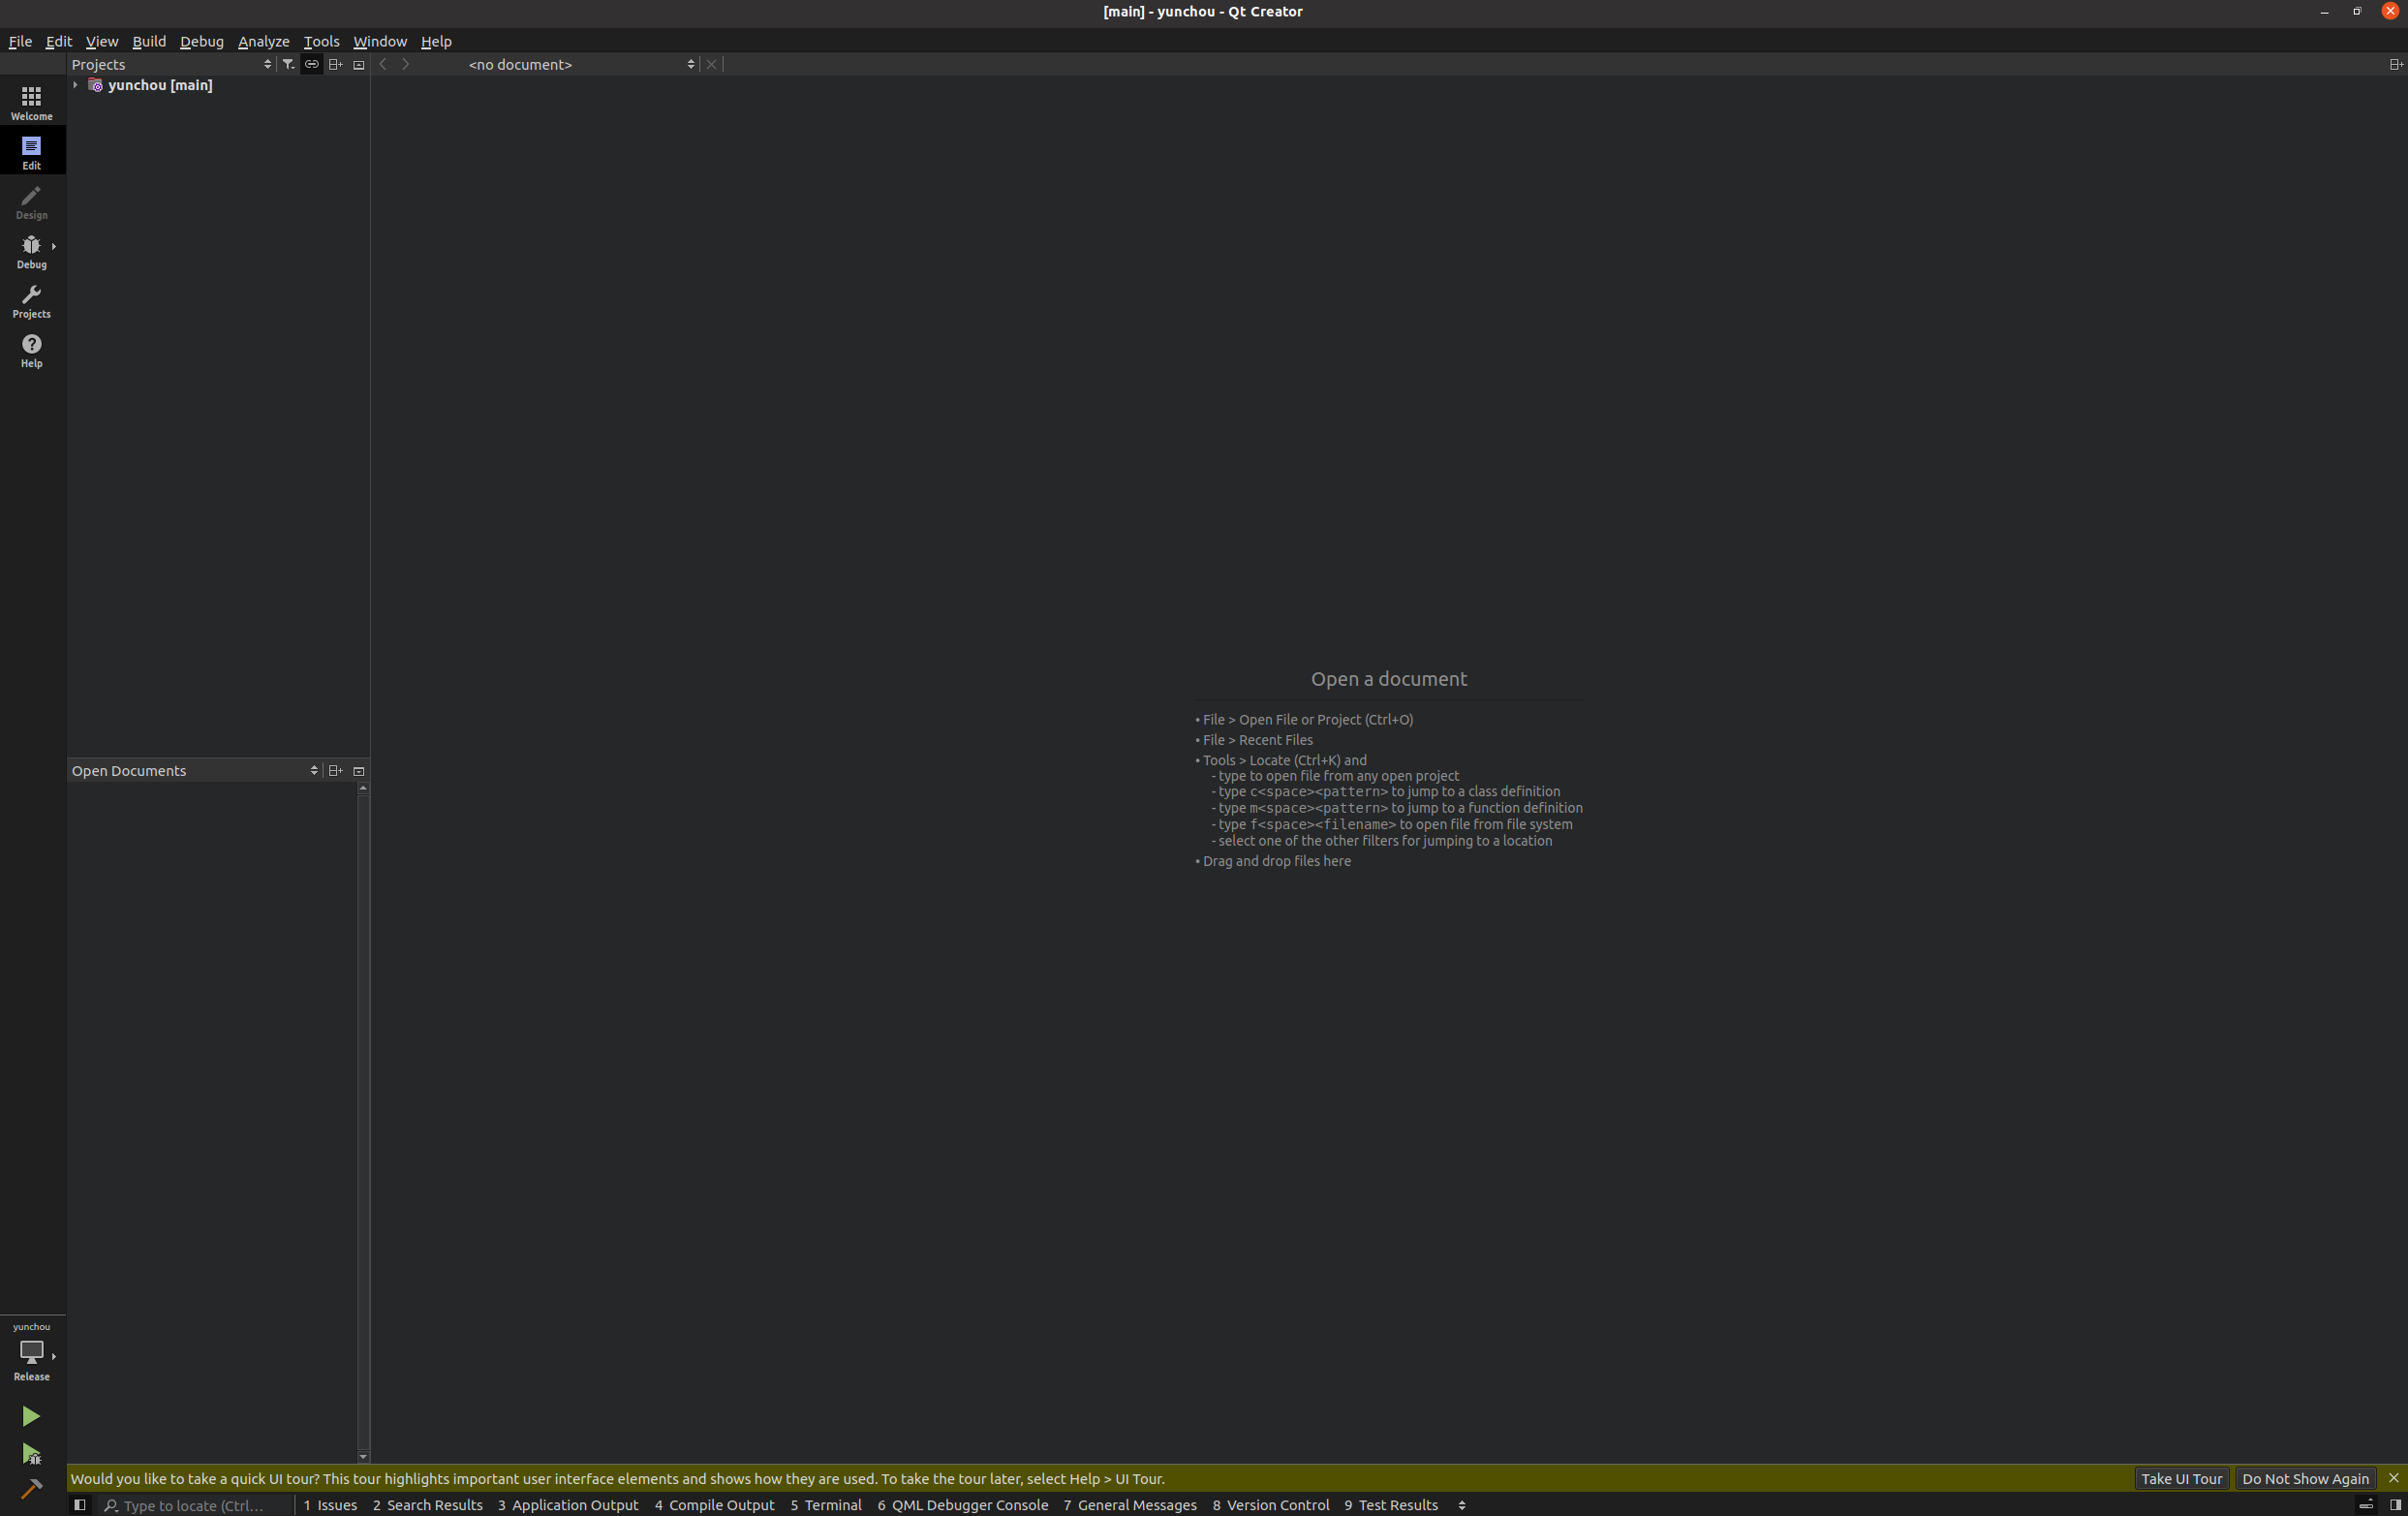 [main] - yunchou - Qt Creator
File Edit View Build Debug Analyze Tools Window Help
Projects
<no document>
yunchou [main]
Welcome
Edit
Design
Debug
Projects
Help
Open a document
• File > Open File or Project (Ctrl+O)
• File > Recent Files
• Tools > Locate (Ctrl+K) and
- type to open file from any open project
- type c<space><pattern> to jump to a class definition
- type m<space><pattern> to jump to a function definition
- type f<space><filename> to open file from file system
- select one of the other filters for jumping to a location
• Drag and drop files here
Open Documents
yunchou
Release
Would you like to take a quick UI tour? This tour highlights important user interface elements and shows how they are used. To take the tour later, select Help > UI Tour.
Take UI Tour
Do Not Show Again
Type to locate (Ctrl...
1 Issues 2 Search Results 3 Application Output 4 Compile Output 5 Terminal 6 QML Debugger Console 7 General Messages 8 Version Control 9 Test Results